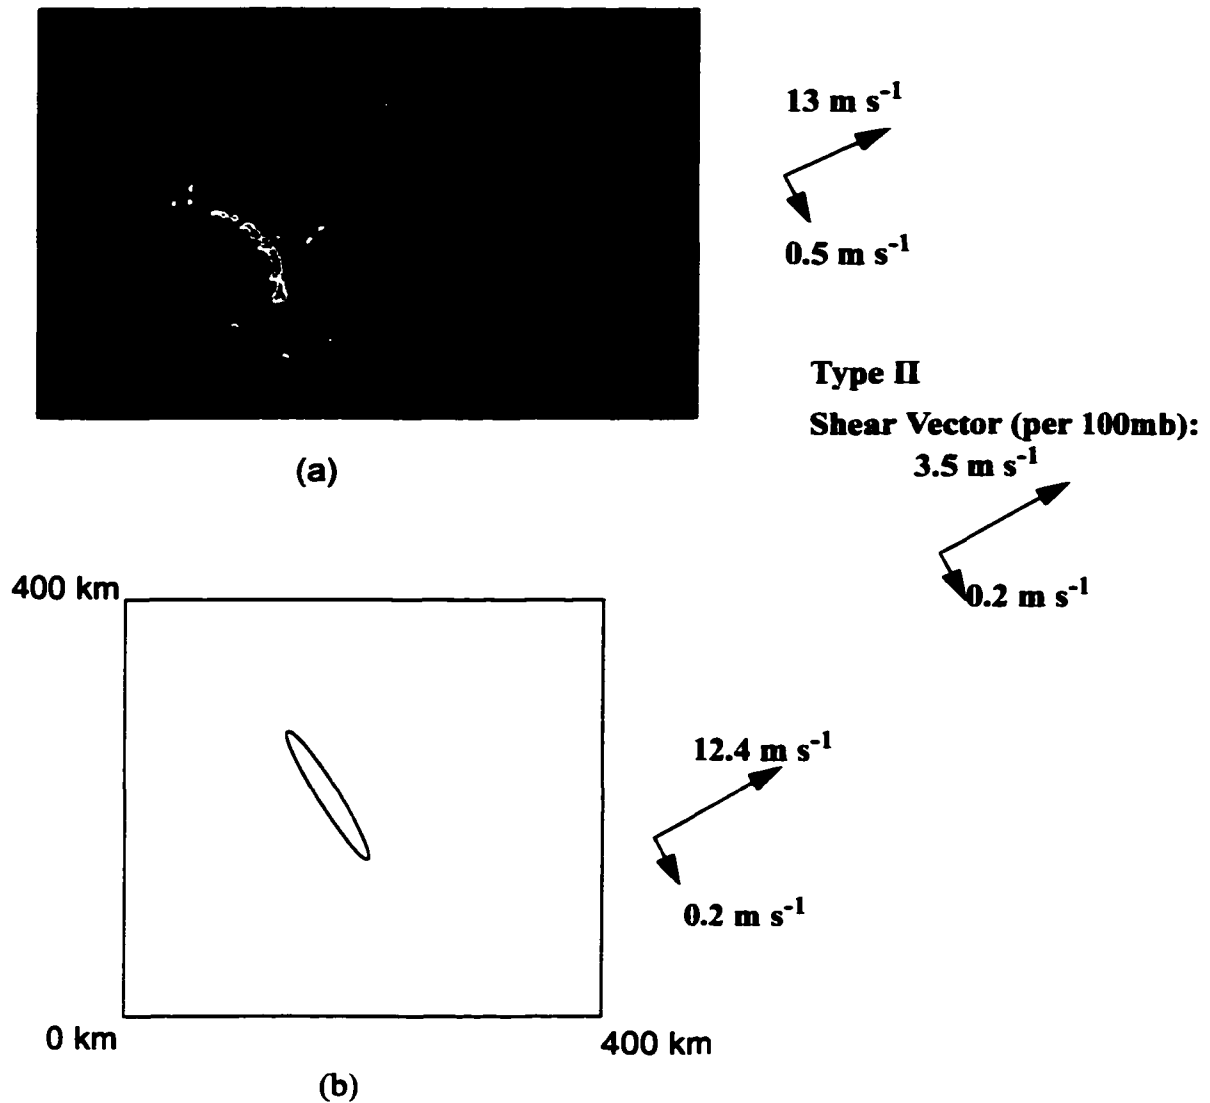 13 m s⁻¹
0.5 m s⁻¹
Type II
Shear Vector (per 100mb):
3.5 m s⁻¹
0.2 m s⁻¹
(a)
400 km
12.4 m s⁻¹
0.2 m s⁻¹
0 km
400 km
(b)